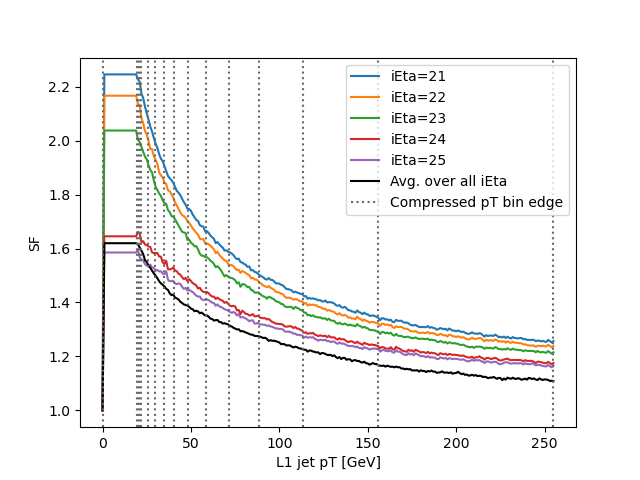 2.2
2.0
1.8
1.6
1.4
1.2
1.0
SF
0 50 100 150 200 250
L1 jet pT [GeV]
iEta=21
iEta=22
iEta=23
iEta=24
iEta=25
Avg. over all iEta
Compressed pT bin edge